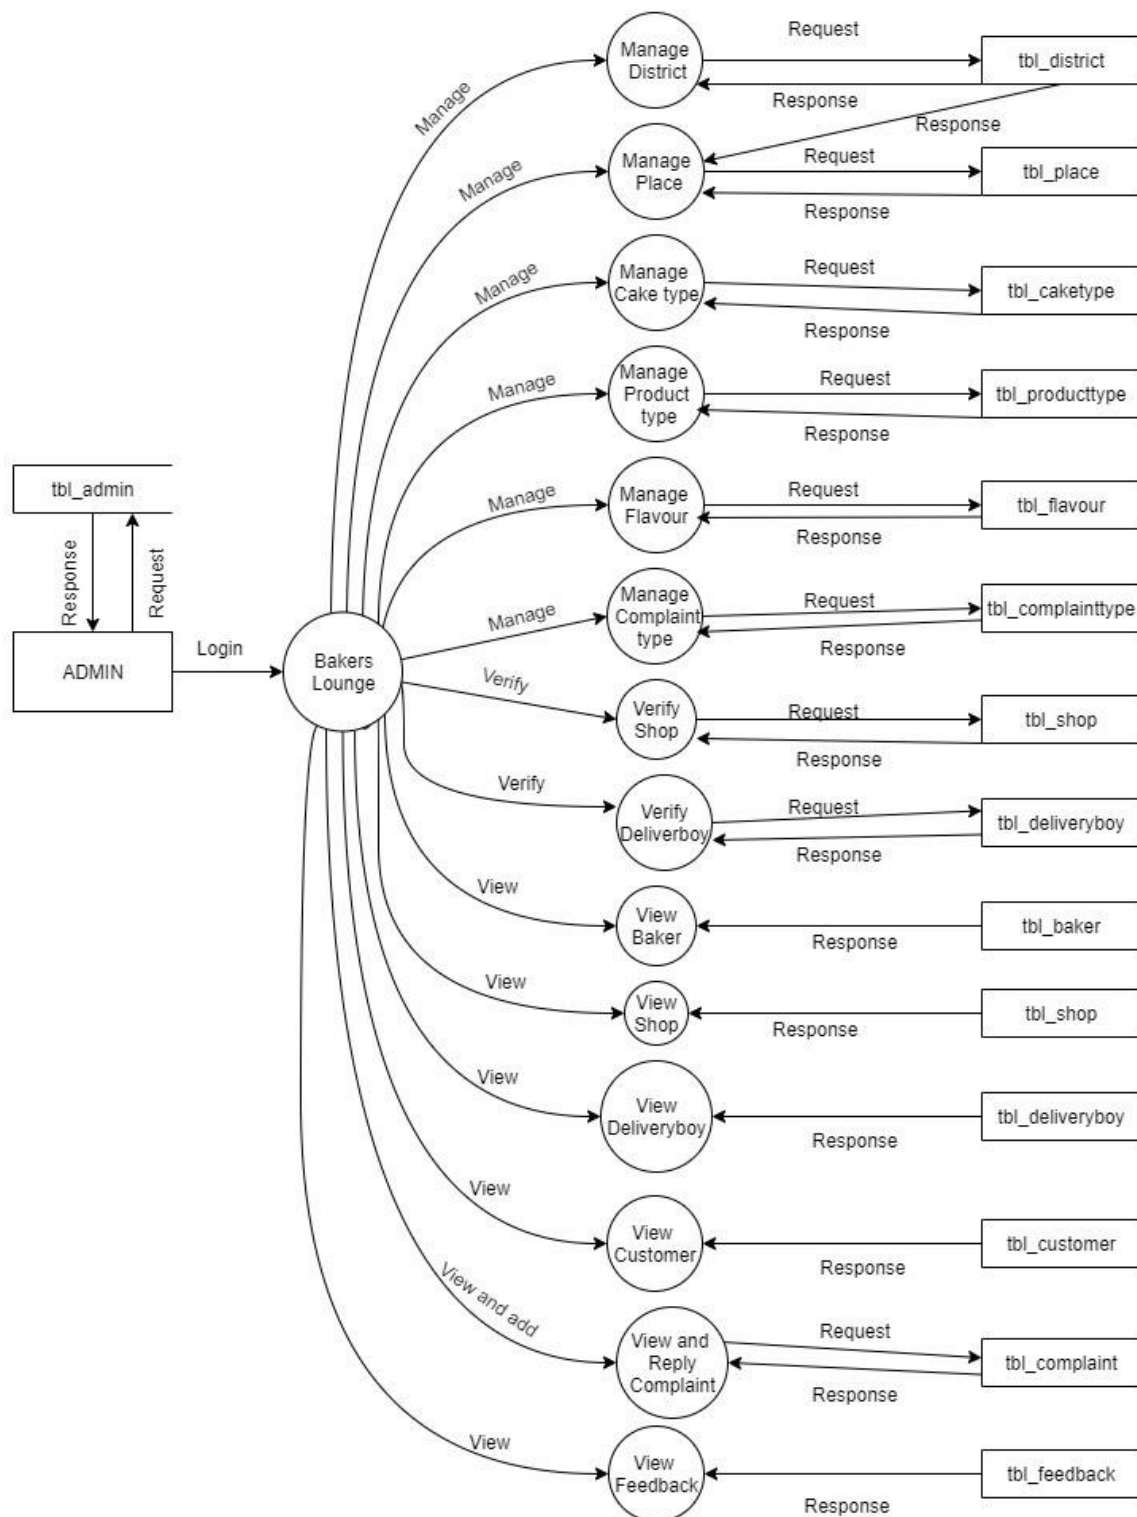 Request
Manage
District
tbl_district
Manage
Response
Response
Manage
Place
Request
tbl_place
Manage
Response
Manage
Cake type
Request
tbl_caketype
Manage
Response
Manage
Product
type
Request
tbl_producttype
Manage
Response
tbl_admin
Manage
Flavour
Request
tbl_flavour
Manage
Response
Response
Request
Manage
Complaint
type
Request
tbl_complainttype
Manage
Response
ADMIN
Login
Bakers
Lounge
Verify
Verify
Shop
Request
tbl_shop
Response
Verify
Verify
Deliverboy
Request
tbl_deliveryboy
Response
View
View
Baker
tbl_baker
Response
View
View
Shop
tbl_shop
Response
View
View
Deliveryboy
tbl_deliveryboy
Response
View
View
Customer
tbl_customer
Response
View and add
View and
Reply
Complaint
Request
tbl_complaint
Response
View
View
Feedback
tbl_feedback
Response